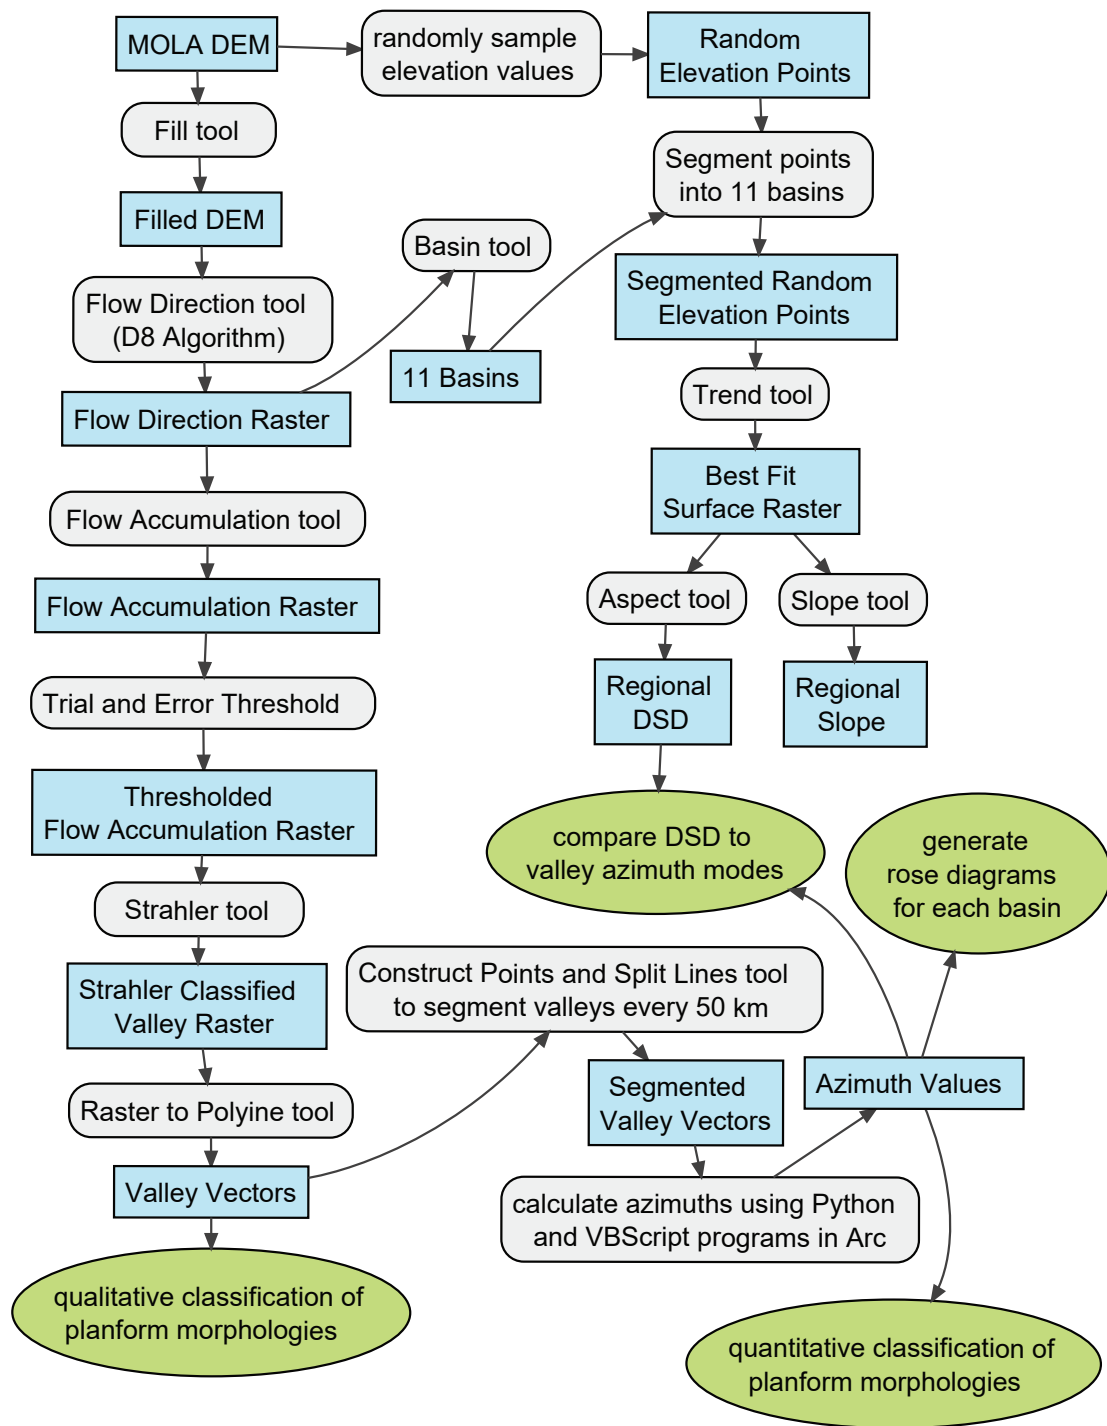 MOLA DEM
randomly sample
elevation values
Random
Elevation Points
Fill tool
Segment points
into 11 basins
Filled DEM
Basin tool
Flow Direction tool
(D8 Algorithm)
Segmented Random
Elevation Points
11 Basins
Trend tool
Flow Direction Raster
Best Fit
Surface Raster
Flow Accumulation tool
Aspect tool
Slope tool
Flow Accumulation Raster
Regional
DSD
Regional
Slope
Trial and Error Threshold
Thresholded
Flow Accumulation Raster
compare DSD to
valley azimuth modes
generate
rose diagrams
for each basin
Strahler tool
Construct Points and Split Lines tool
to segment valleys every 50 km
Strahler Classified
Valley Raster
Segmented
Valley Vectors
Azimuth Values
Raster to Polyine tool
Valley Vectors
calculate azimuths using Python
and VBScript programs in Arc
qualitative classification of
planform morphologies
quantitative classification of
planform morphologies